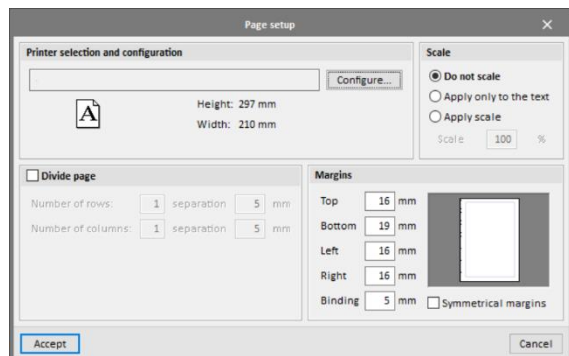 Page setup
Printer selection and configuration
Configure...
A
Height: 297 mm
Width: 210 mm
Scale
Do not scale
Apply only to the text
Apply scale
Scale 100 %
Divide page
Number of rows: 1 separation 5 mm
Number of columns: 1 separation 5 mm
Margins
Top 16 mm
Bottom 19 mm
Left 16 mm
Right 16 mm
Binding 5 mm
Symmetrical margins
Accept
Cancel